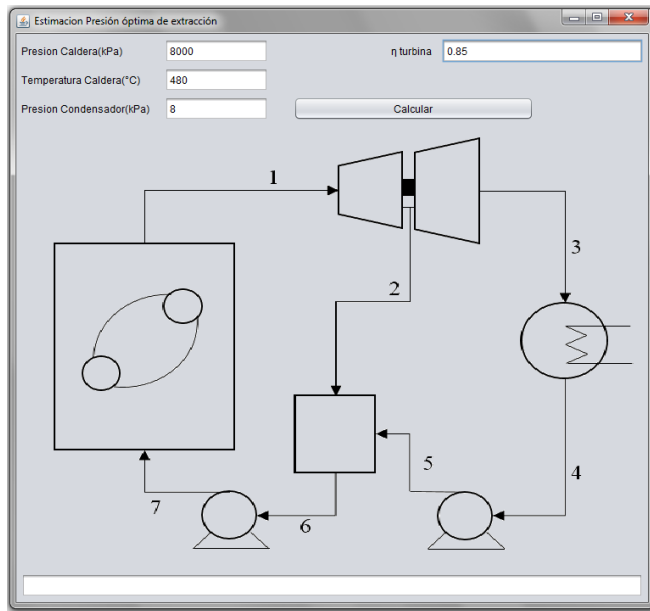 Estimacion Presión óptima de extracción
Presion Caldera(kPa) 8000 η turbina 0.85
Temperatura Caldera(°C) 480
Presion Condensador(kPa) 8 Calcular
1
3
2
5
4
7
6